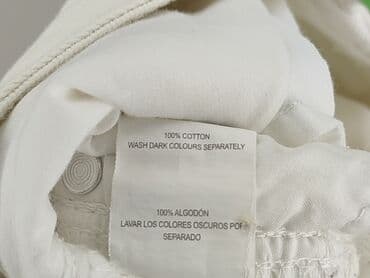 100% COTTON
WASH DARK COLOURS SEPARATELY
100% ALGODÓN
LAVAR LOS COLORES OSCUROS POR
SEPARADO